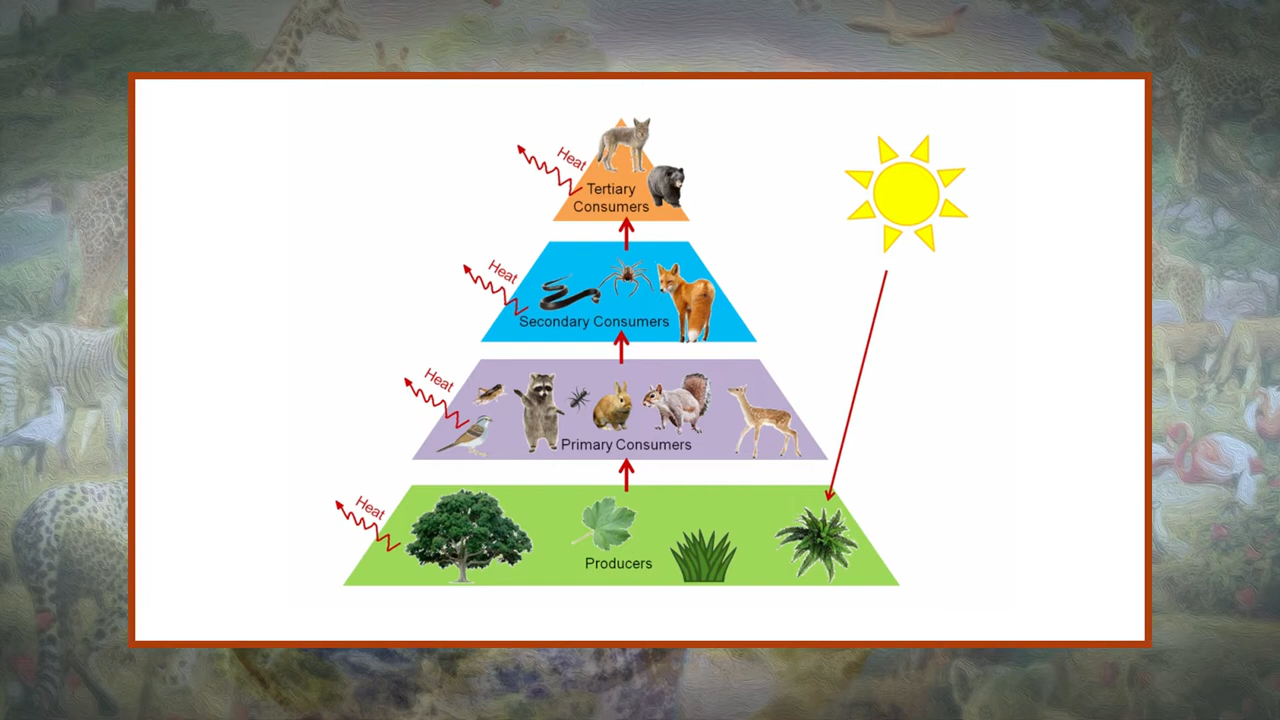 Heat
Tertiary
Consumers
Heat
Secondary Consumers
Heat
Primary Consumers
Heat
Producers